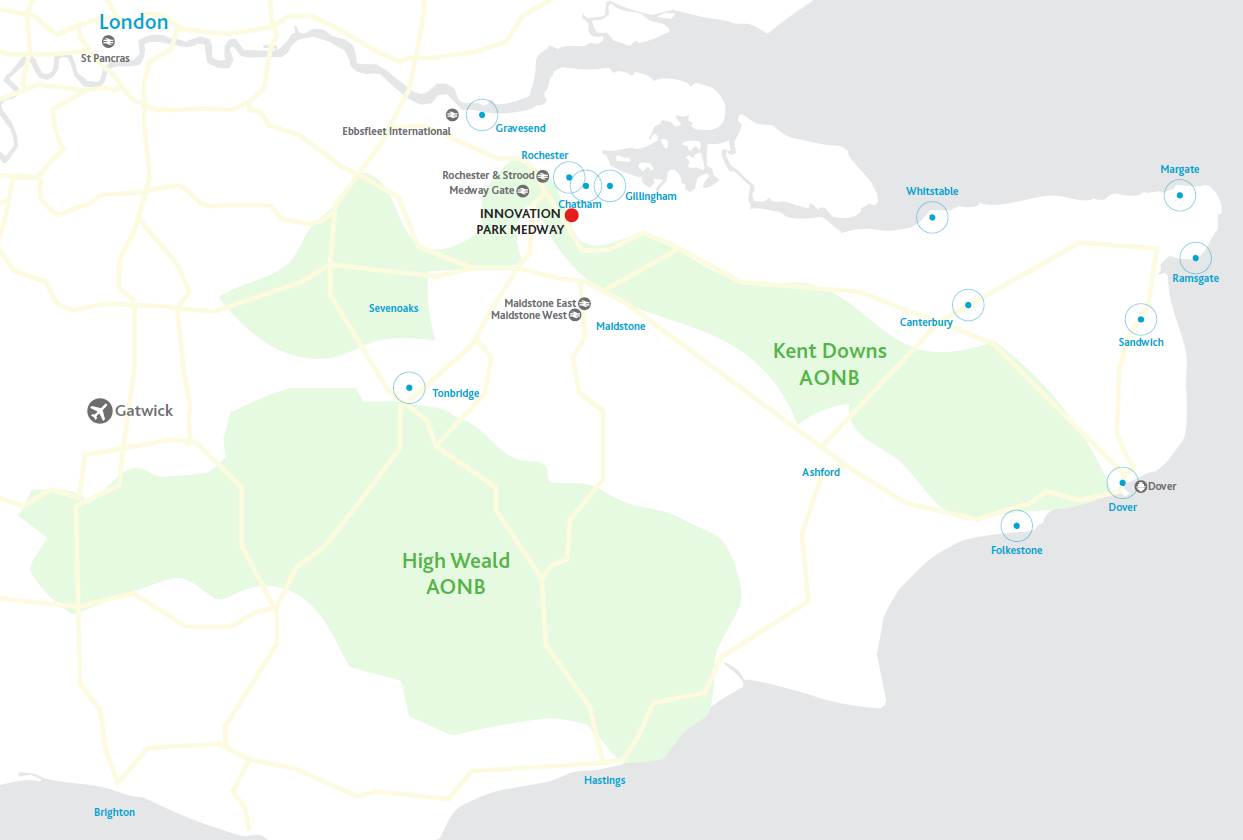 London
St Pancras
Ebbsfleet International
Gravesend
Rochester
Rochester & Strood
Medway Gate
Chatham
Gillingham
INNOVATION
PARK MEDWAY
Margate
Whitstable
Ramsgate
Sevenoaks
Maidstone East
Maidstone West
Maidstone
Canterbury
Sandwich
Kent Downs
AONB
Tonbridge
Gatwick
Ashford
Dover
Dover
Folkestone
High Weald
AONB
Hastings
Brighton